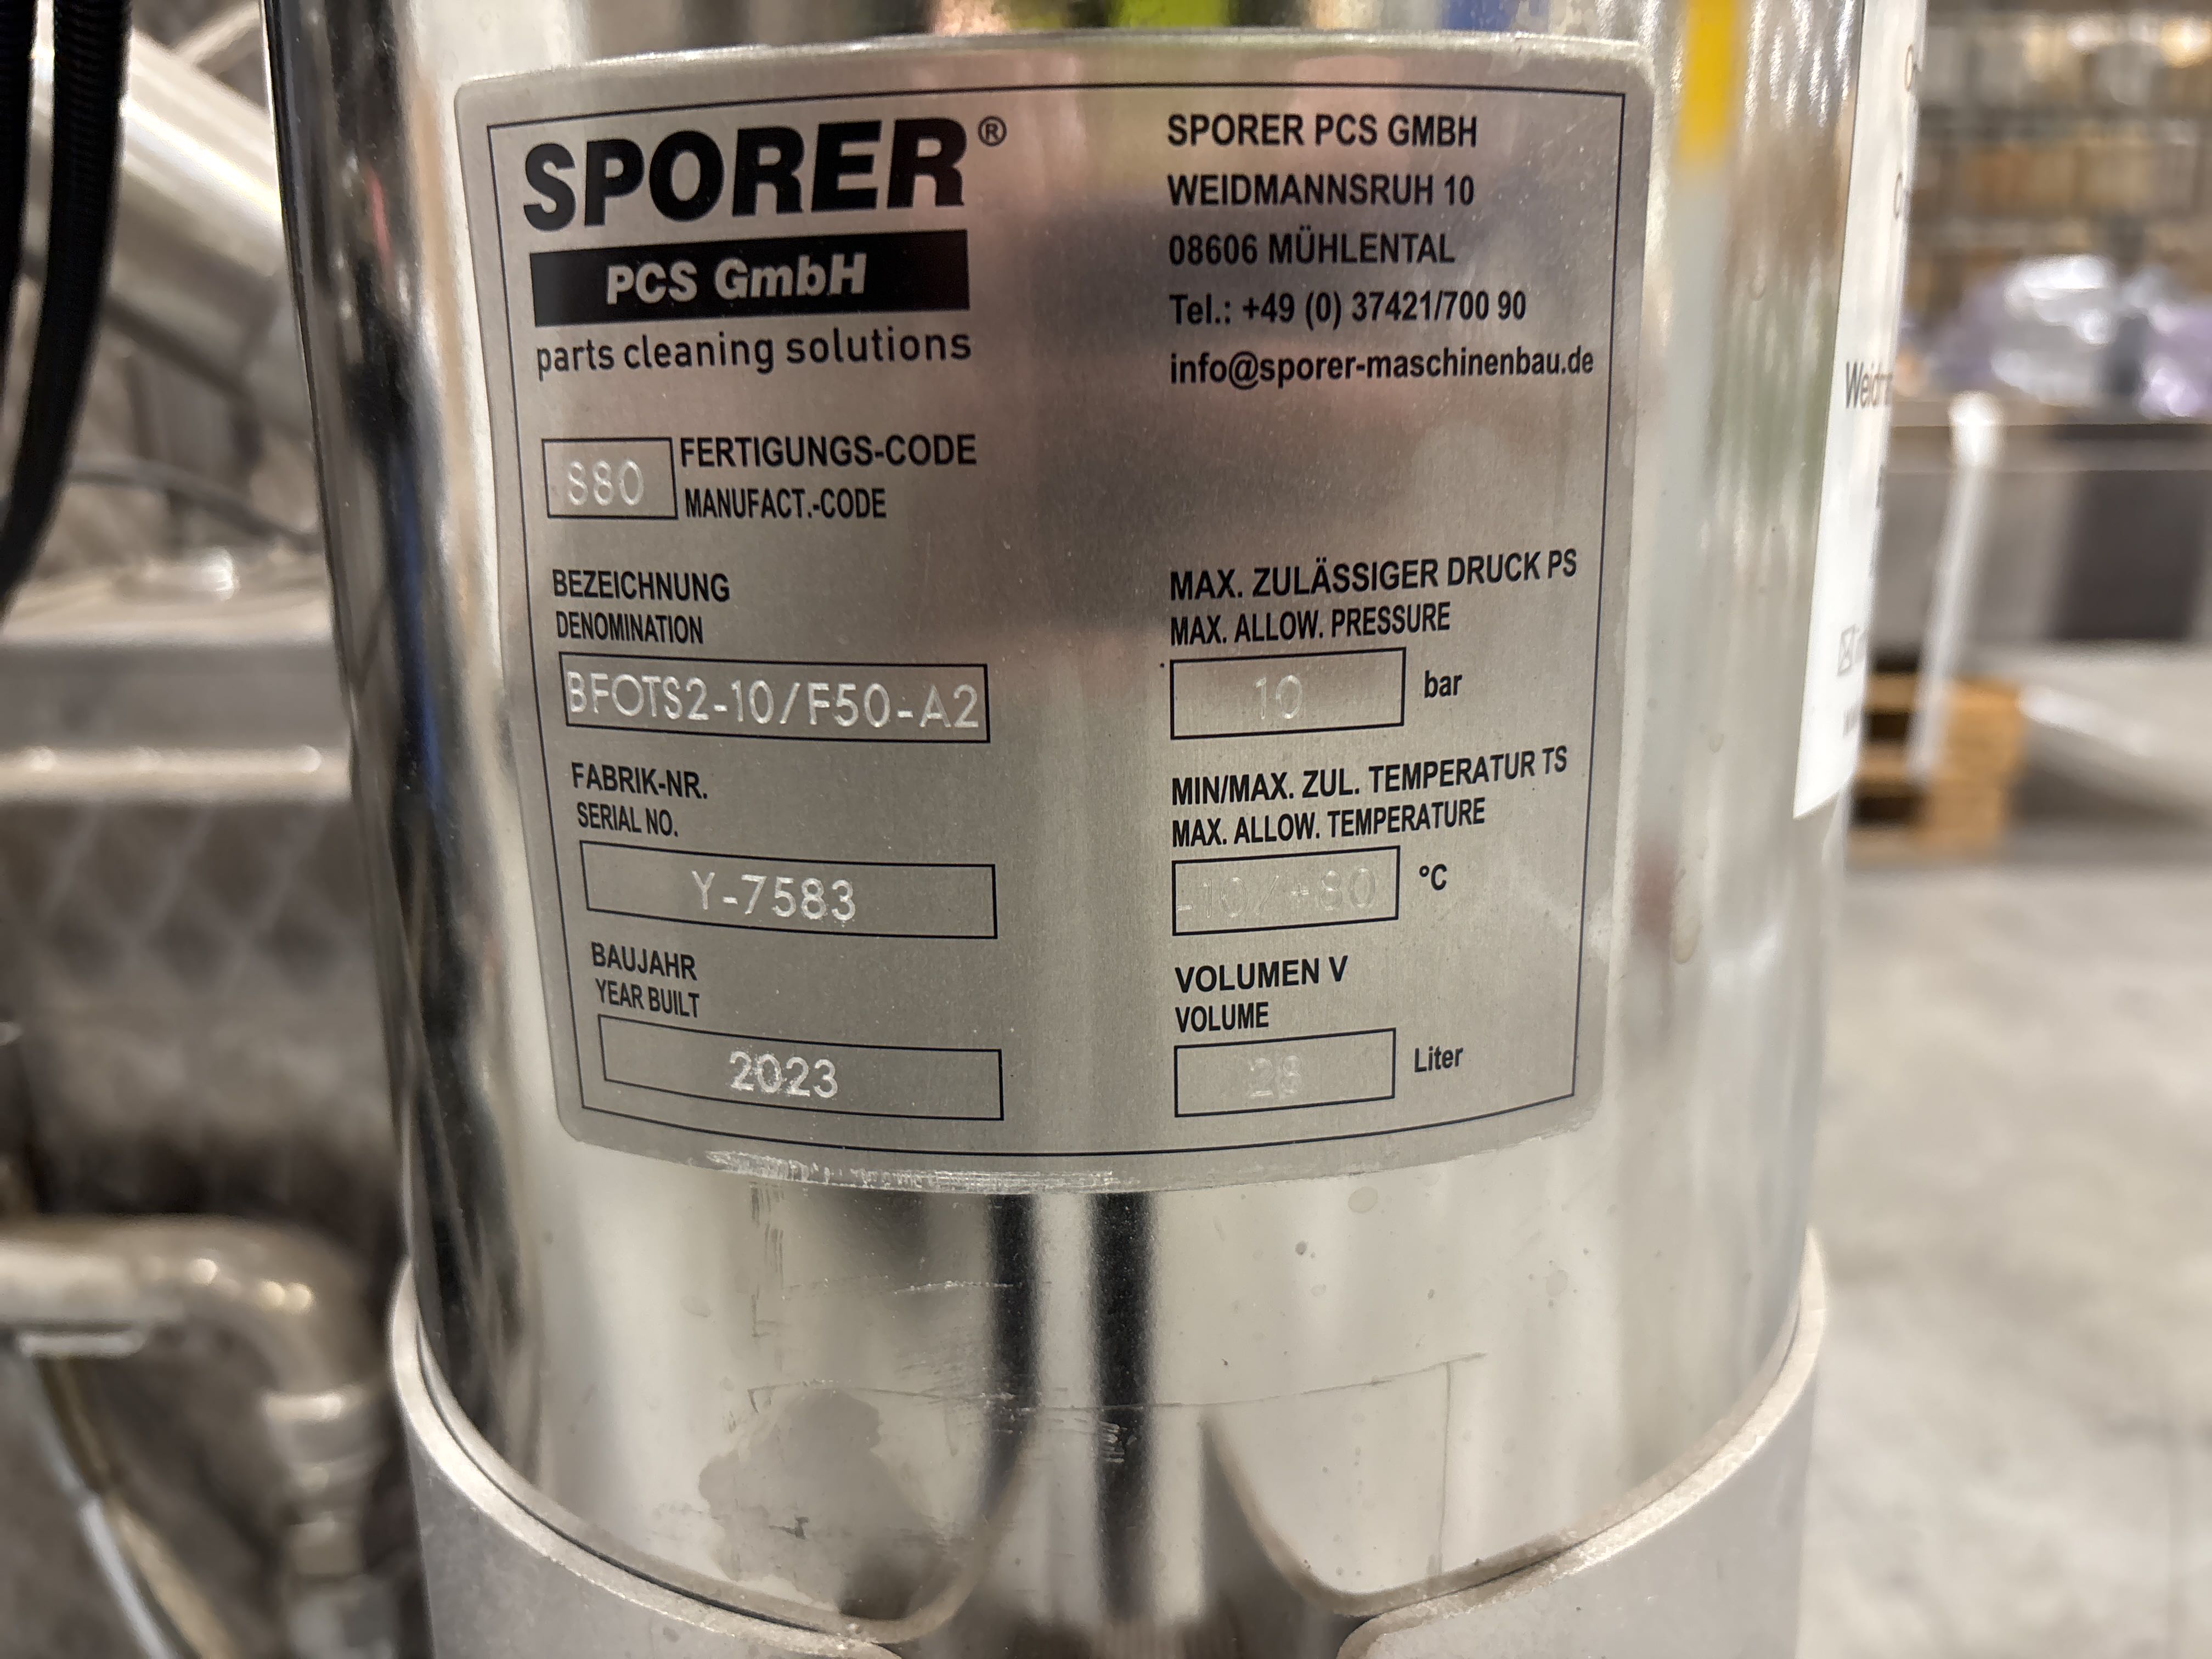 SPORER®
PCS GmbH
parts cleaning solutions
SPORER PCS GMBH
WEIDMANNSRUH 10
08606 MÜHLENTAL
Tel.: +49 (0) 37421/700 90
info@sporer-maschinenbau.de
880
FERTIGUNGS-CODE
MANUFACT.-CODE
BEZEICHNUNG
DENOMINATION
BFOTS2-10/F50-A2
FABRIK-NR.
SERIAL NO.
Y-7583
BAUJAHR
YEAR BUILT
2023
MAX. ZULÄSSIGER DRUCK PS
MAX. ALLOW. PRESSURE
10 bar
MIN/MAX. ZUL. TEMPERATUR TS
MAX. ALLOW. TEMPERATURE
-10/+80 °C
VOLUMEN V
VOLUME
28 Liter